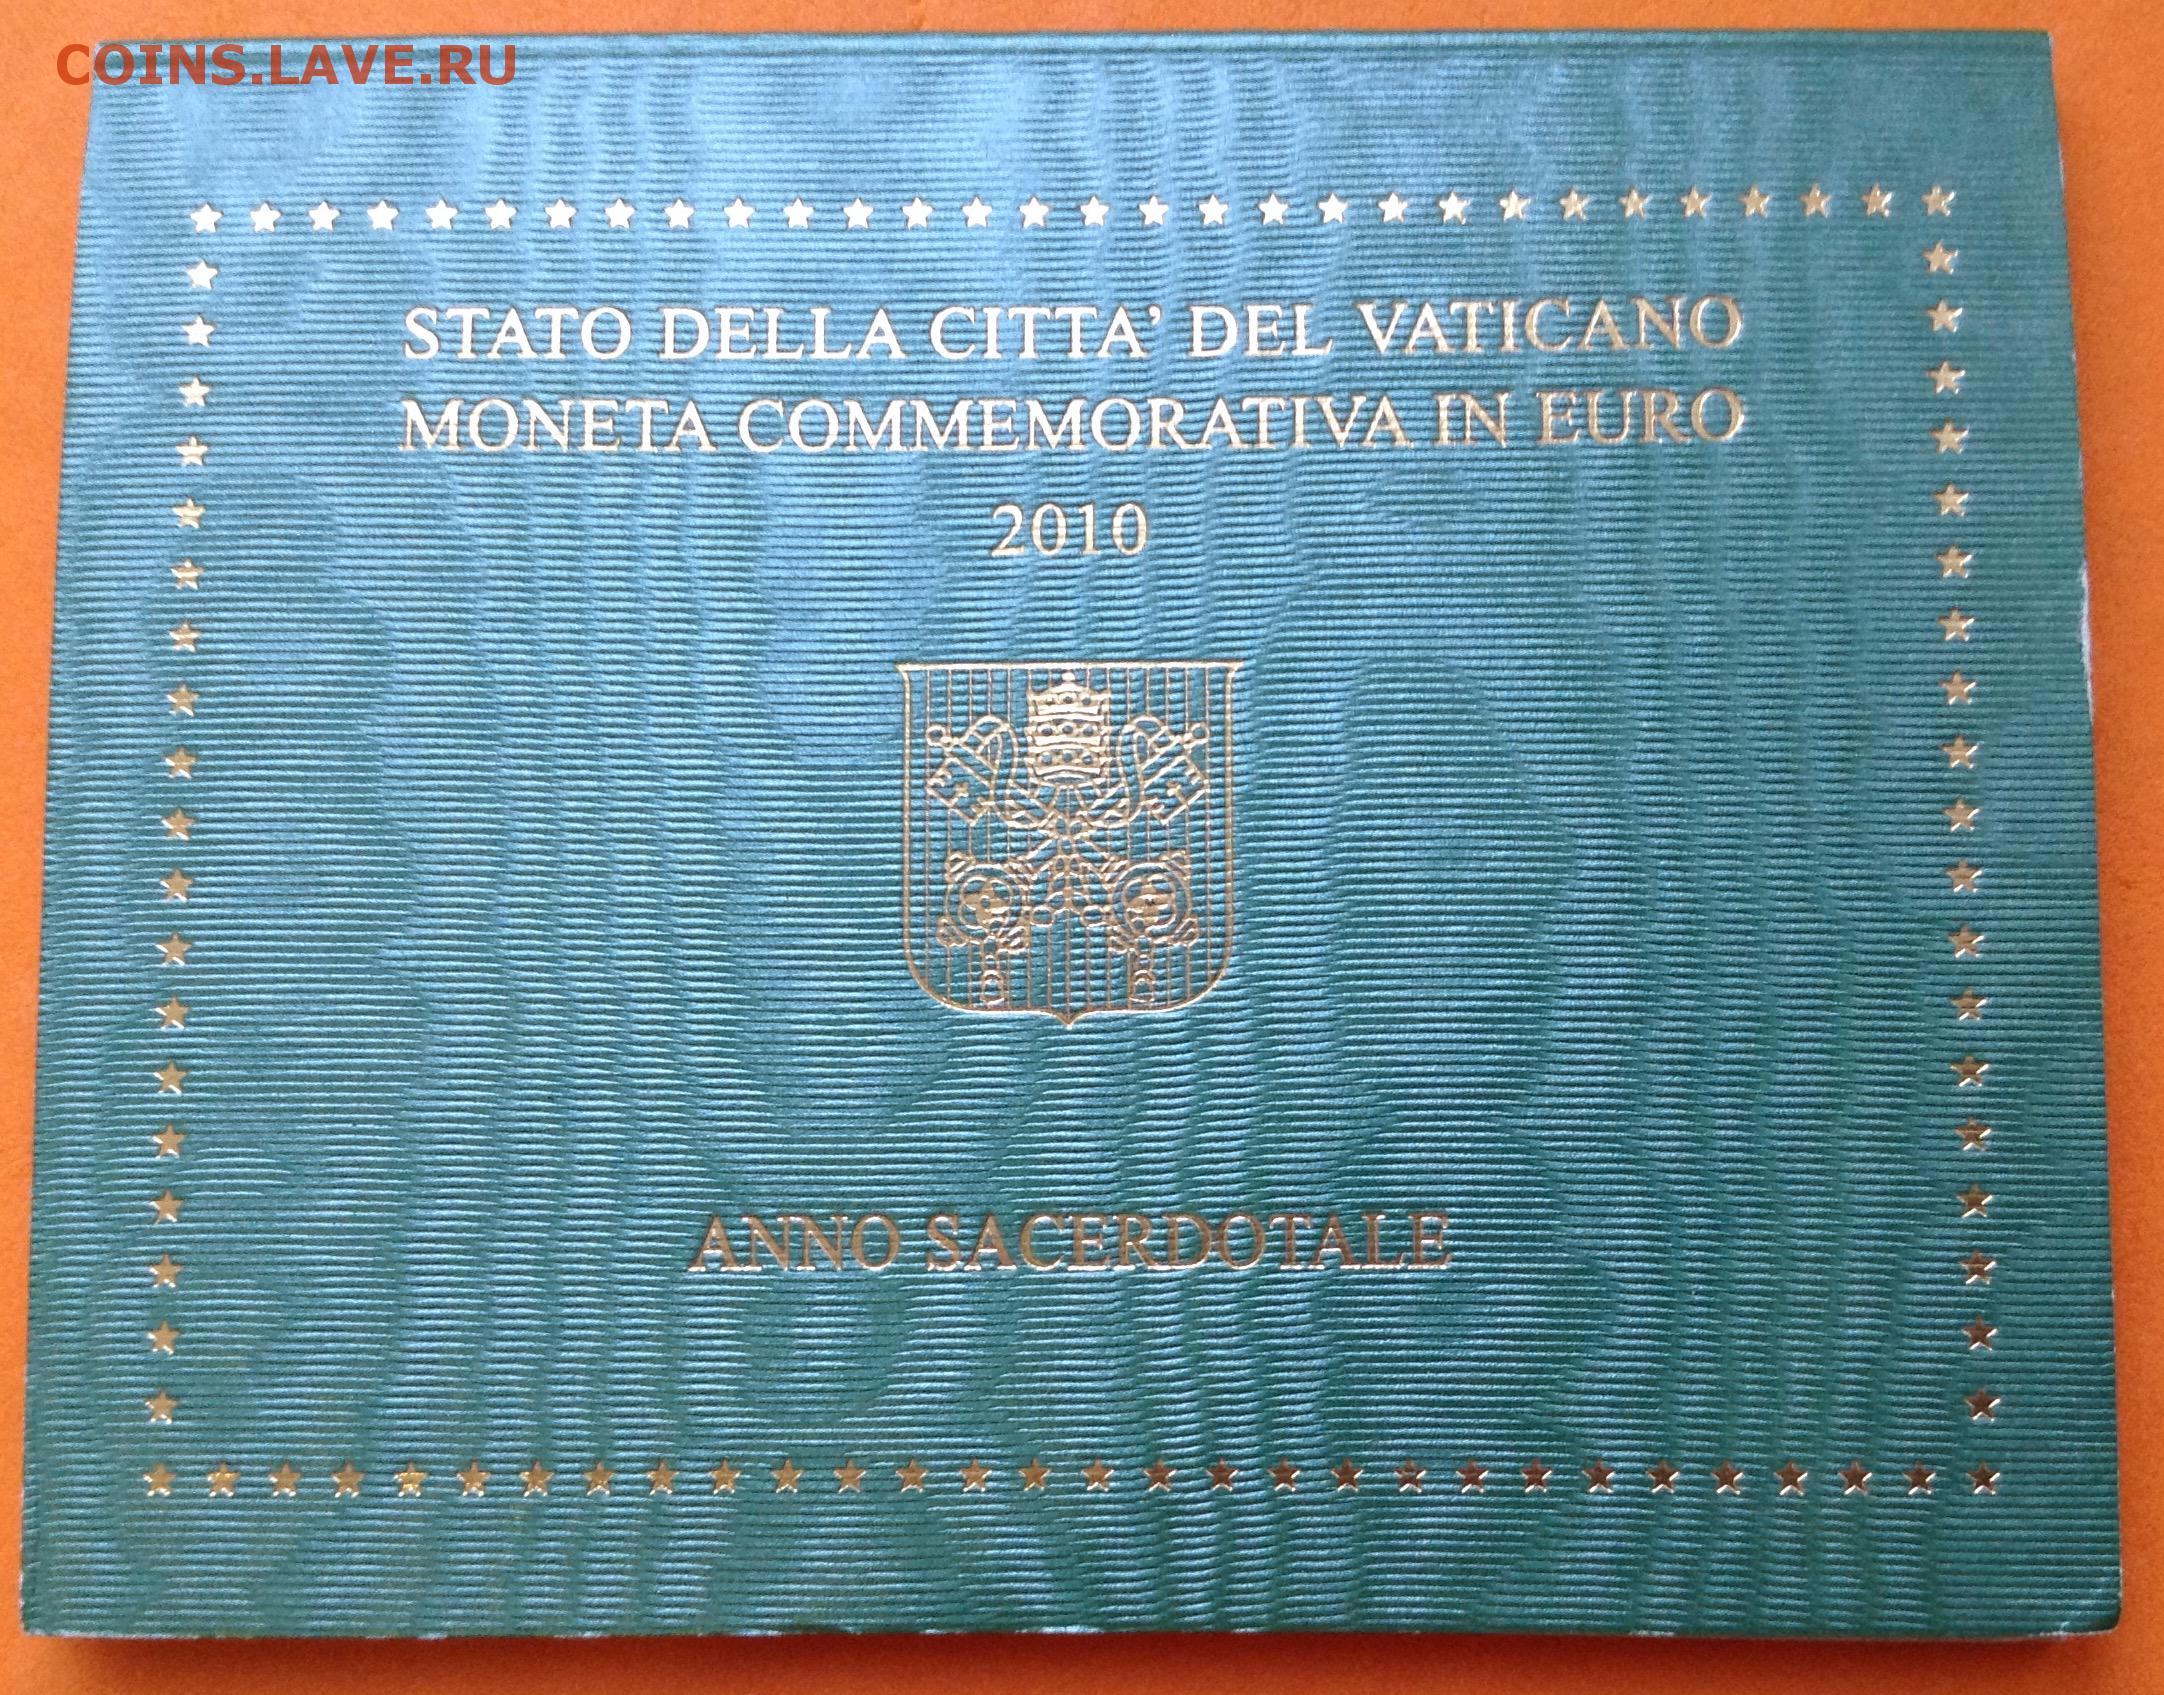 COINS.LAVE.RU
STATO DELLA CITTA' DEL VATICANO
MONETA COMMEMORATIVA IN EURO
2010
ANNO SACERDOTALE